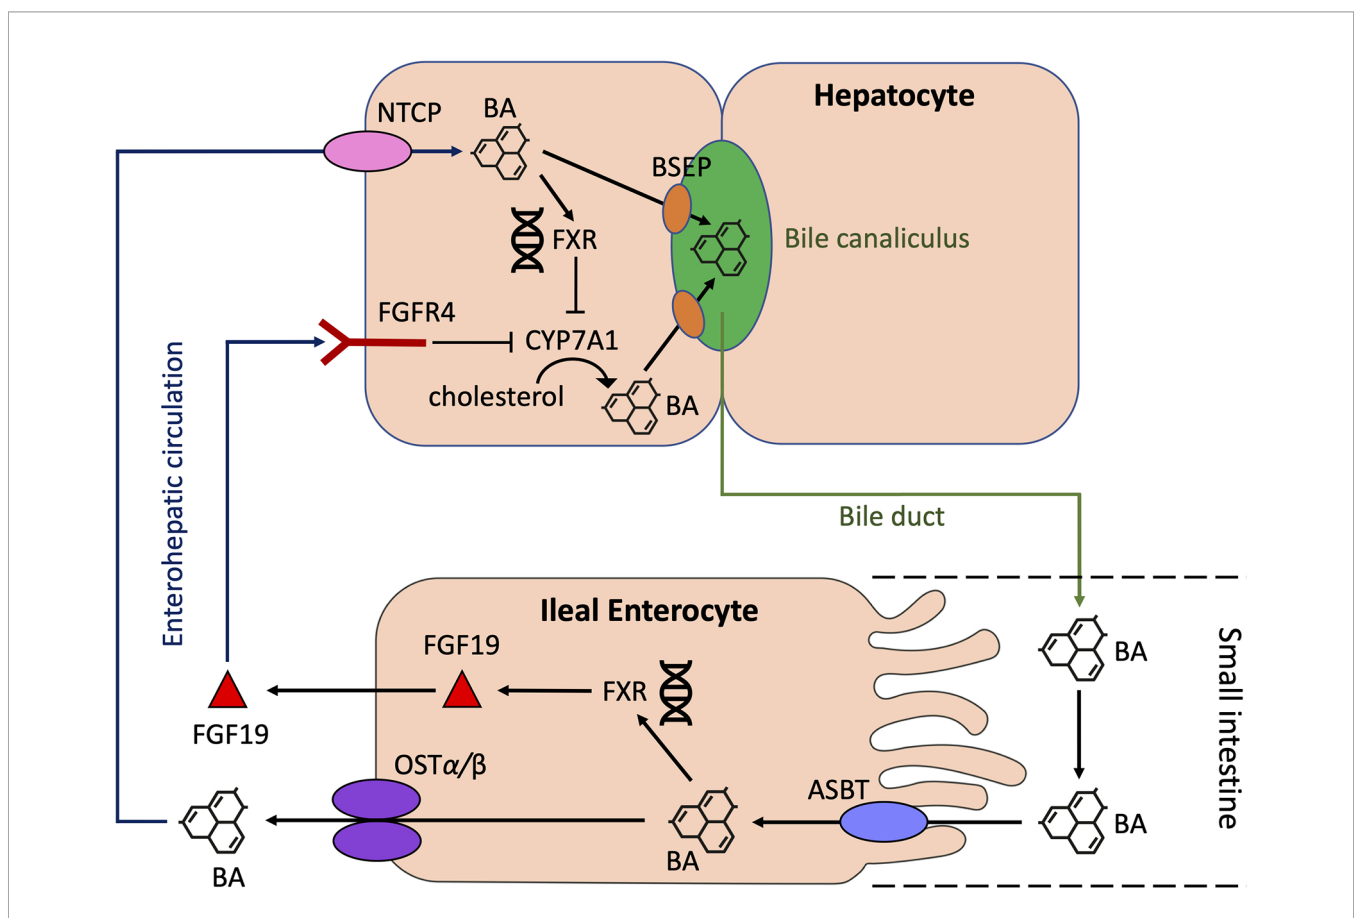 Hepatocyte
NTCP
BA
BSEP
FXR
Bile canaliculus
FGFR4
CYP7A1
cholesterol
BA
Enterohepatic circulation
Bile duct
Ileal Enterocyte
FGF19
FXR
BA
Small intestine
FGF19
OSTα/β
ASBT
BA
BA
BA